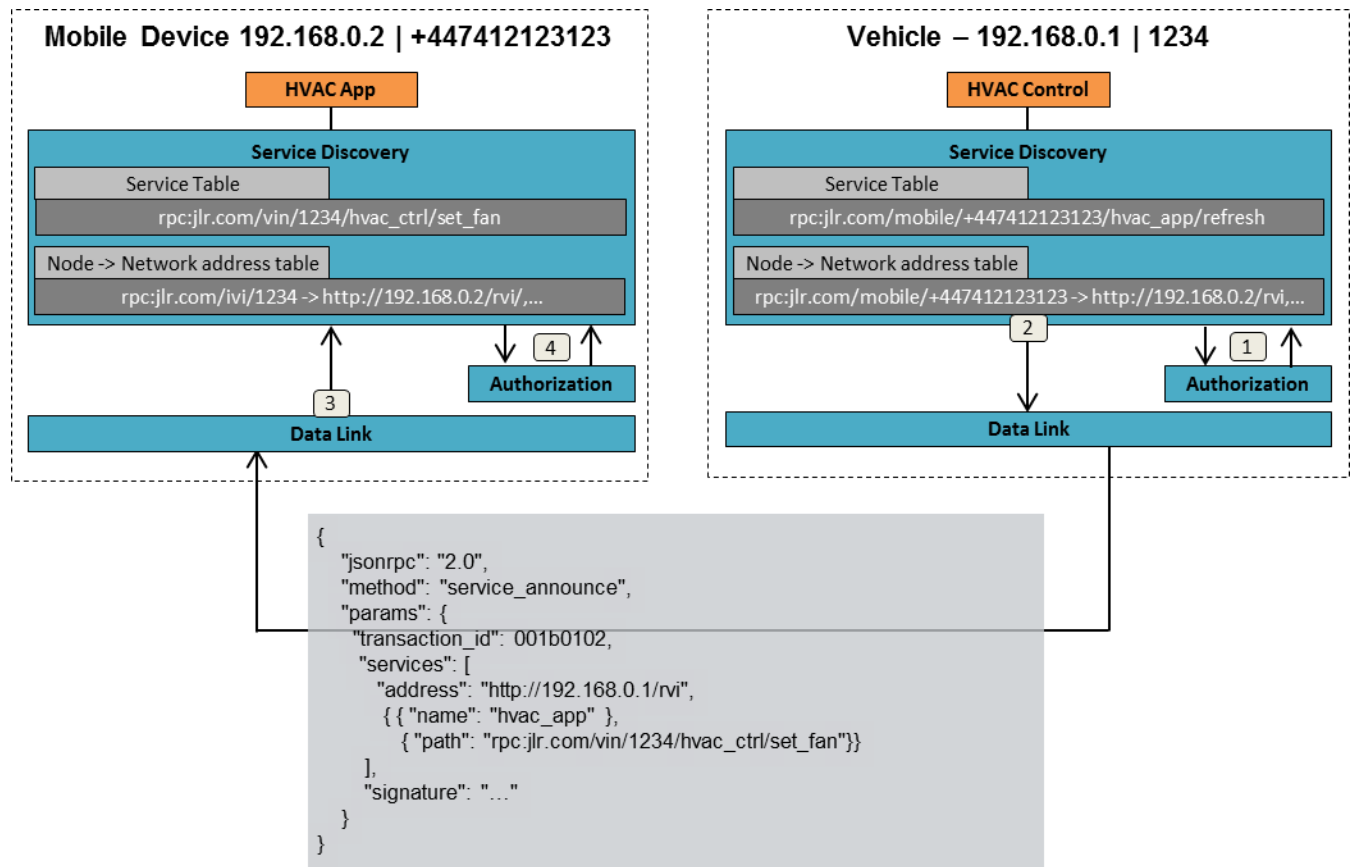 Mobile Device 192.168.0.2 | +447412123123
HVAC App
Service Discovery
Service Table
rpc:jlr.com/vin/1234/hvac_ctrl/set_fan
Node -> Network address table
rpc:jlr.com/ivi/1234 -> http://192.168.0.2/rvi/,...
4
Authorization
3
Data Link
Vehicle – 192.168.0.1 | 1234
HVAC Control
Service Discovery
Service Table
rpc:jlr.com/mobile/+447412123123/hvac_app/refresh
Node -> Network address table
rpc:jlr.com/mobile/+447412123123 -> http://192.168.0.2/rvi,...
2
1
Authorization
Data Link
{
"jsonrpc": "2.0",
"method": "service_announce",
"params": {
"transaction_id": 001b0102,
"services": [
"address": "http://192.168.0.1/rvi",
{ { "name": "hvac_app" },
{ "path": "rpc:jlr.com/vin/1234/hvac_ctrl/set_fan"}}
],
"signature": "…"
}
}